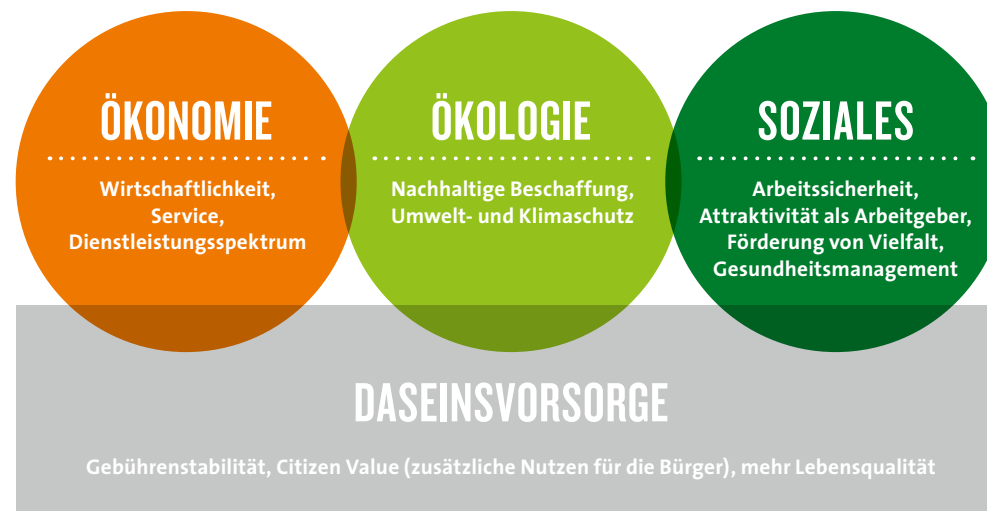 ÖKONOMIE
Wirtschaftlichkeit,
Service,
Dienstleistungsspektrum
ÖKOLOGIE
Nachhaltige Beschaffung,
Umwelt- und Klimaschutz
SOZIALES
Arbeitssicherheit,
Attraktivität als Arbeitgeber,
Förderung von Vielfalt,
Gesundheitsmanagement
DASEINSVORSORGE
Gebührenstabilität, Citizen Value (zusätzliche Nutzen für die Bürger), mehr Lebensqualität